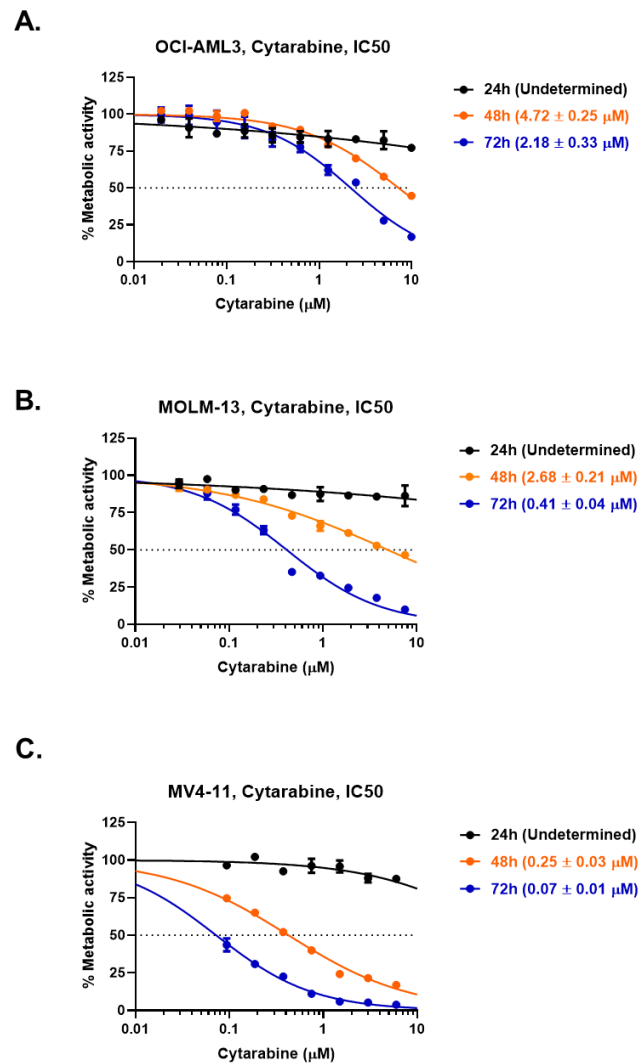 A.
OCI-AML3, Cytarabine, IC50
125
100
75
50
25
0
% Metabolic activity
0.01
0.1
1
10
Cytarabine (μM)
24h (Undetermined)
48h (4.72 ± 0.25 μM)
72h (2.18 ± 0.33 μM)
B.
MOLM-13, Cytarabine, IC50
125
100
75
50
25
0
% Metabolic activity
0.01
0.1
1
10
Cytarabine (μM)
24h (Undetermined)
48h (2.68 ± 0.21 μM)
72h (0.41 ± 0.04 μM)
C.
MV4-11, Cytarabine, IC50
125
100
75
50
25
0
% Metabolic activity
0.01
0.1
1
10
Cytarabine (μM)
24h (Undetermined)
48h (0.25 ± 0.03 μM)
72h (0.07 ± 0.01 μM)